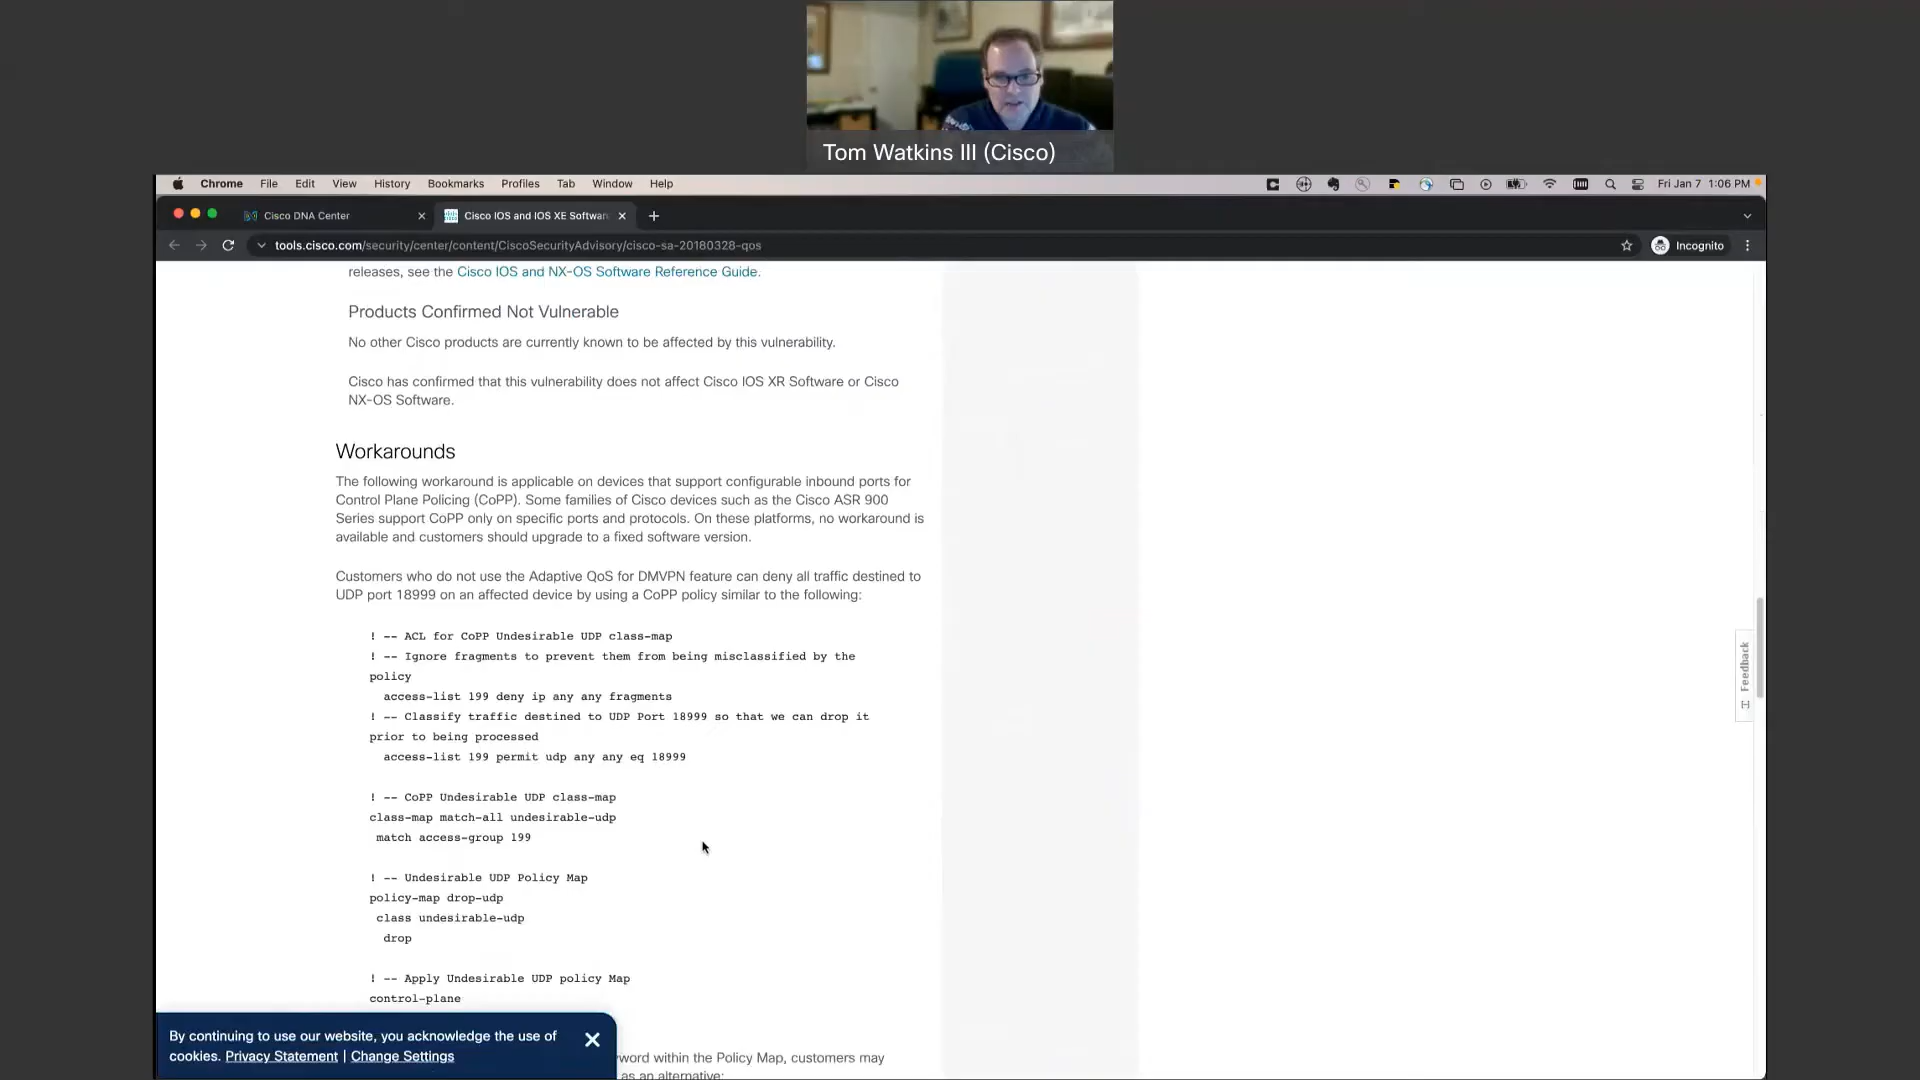 Tom Watkins III (Cisco)
Chrome File Edit View History Bookmarks Profiles Tab Window Help Fri Jan 7 1:06 PM
Cisco DNA Center
Cisco IOS and IOS XE Softwar
tools.cisco.com/security/center/content/CiscoSecurityAdvisory/cisco-sa-20180328-qos
Incognito
releases, see the Cisco IOS and NX-OS Software Reference Guide.
Products Confirmed Not Vulnerable
No other Cisco products are currently known to be affected by this vulnerability.
Cisco has confirmed that this vulnerability does not affect Cisco IOS XR Software or Cisco
NX-OS Software.
Workarounds
The following workaround is applicable on devices that support configurable inbound ports for
Control Plane Policing (CoPP). Some families of Cisco devices such as the Cisco ASR 900
Series support CoPP only on specific ports and protocols. On these platforms, no workaround is
available and customers should upgrade to a fixed software version.
Customers who do not use the Adaptive QoS for DMVPN feature can deny all traffic destined to
UDP port 18999 on an affected device by using a CoPP policy similar to the following:
! -- ACL for CoPP Undesirable UDP class-map
! -- Ignore fragments to prevent them from being misclassified by the
policy
access-list 199 deny ip any any fragments
! -- Classify traffic destined to UDP Port 18999 so that we can drop it
prior to being processed
access-list 199 permit udp any any eq 18999
! -- CoPP Undesirable UDP class-map
class-map match-all undesirable-udp
match access-group 199
! -- Undesirable UDP Policy Map
policy-map drop-udp
class undesirable-udp
drop
! -- Apply Undesirable UDP policy Map
control-plane
yword within the Policy Map, customers may
as an alternative:
By continuing to use our website, you acknowledge the use of
cookies. Privacy Statement | Change Settings
Feedback